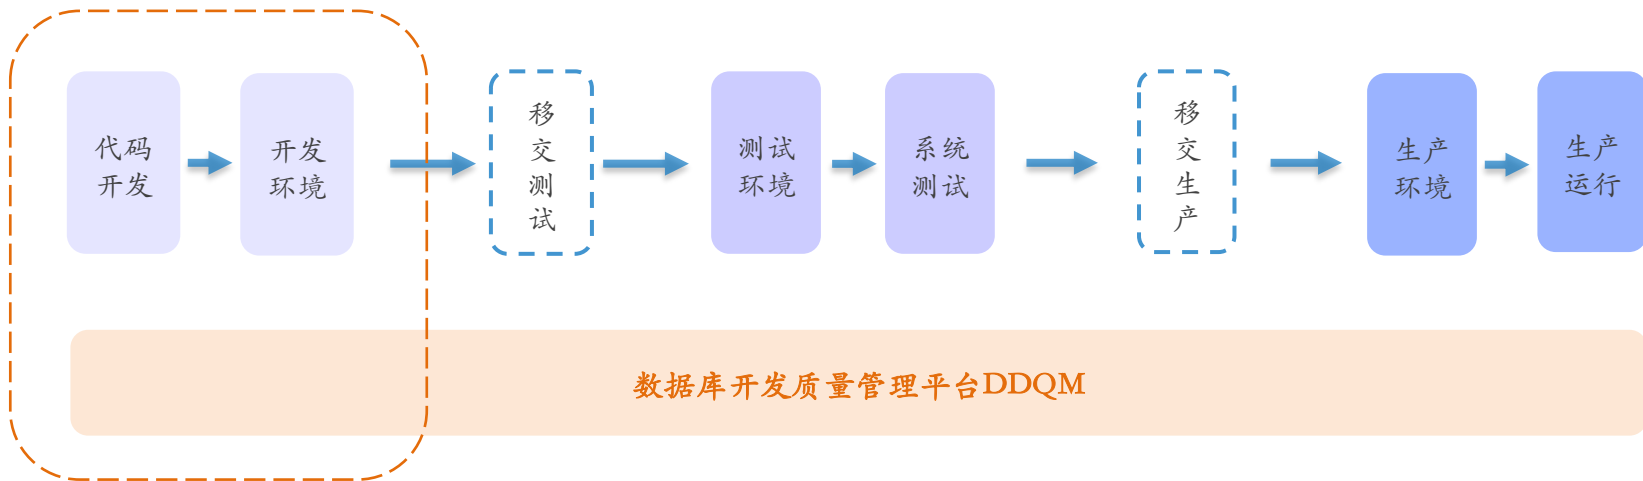 代码
开发
开发
环境
移
交
测
试
测试
环境
系统
测试
移
交
生
产
生产
环境
生产
运行
数据库开发质量管理平台DDQM